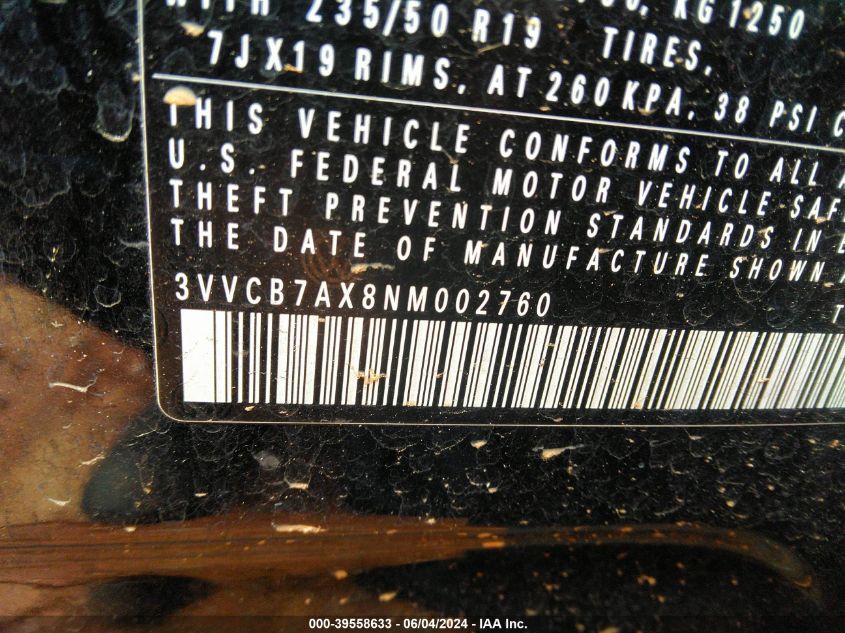 WITH 235/50 R19 TIRES,
KG 1250
7JX19 RIMS, AT 260 KPA. 38 PSI C
THIS VEHICLE CONFORMS TO ALL A
U.S. FEDERAL MOTOR VEHICLE SAF
THEFT PREVENTION STANDARDS IN E
THE DATE OF MANUFACTURE SHOWN
3VVCB7AX8NM002760 T
000-39558633 - 06/04/2024 - VVI, Inc.